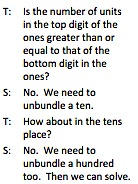 T: Is the number of units
in the top digit of the
ones greater than or
equal to that of the
bottom digit in the
ones?
S: No. We need to
unbundle a ten.
T: How about in the tens
place?
S: No. We need to
unbundle a hundred
too. Then we can solve.